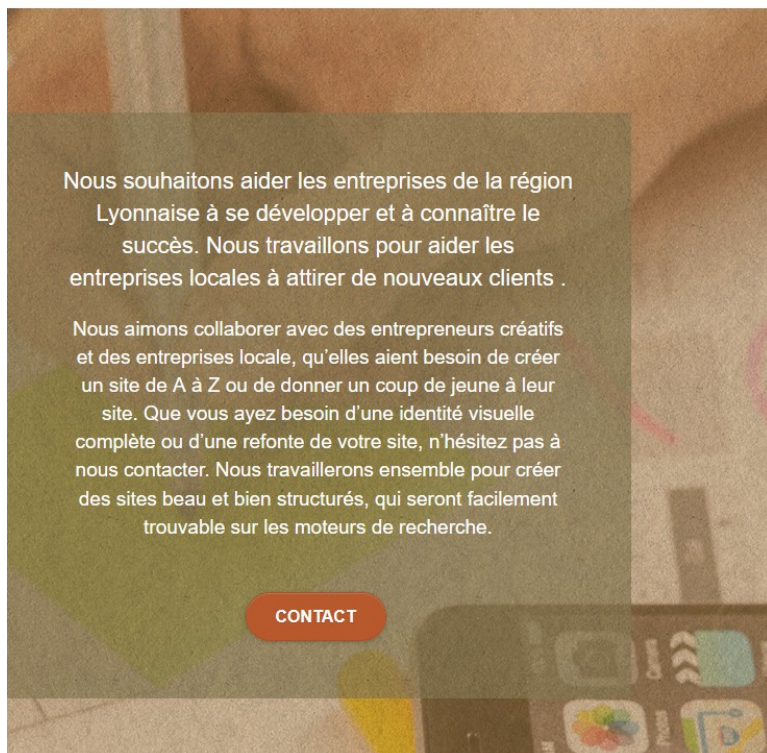 Nous souhaitons aider les entreprises de la région
Lyonnaise à se développer et à connaître le
succès. Nous travaillons pour aider les
entreprises locales à attirer de nouveaux clients .
Nous aimons collaborer avec des entrepreneurs créatifs
et des entreprises locale, qu’elles aient besoin de créer
un site de A à Z ou de donner un coup de jeune à leur
site. Que vous ayez besoin d’une identité visuelle
complète ou d’une refonte de votre site, n’hésitez pas à
nous contacter. Nous travaillerons ensemble pour créer
des sites beau et bien structurés, qui seront facilement
trouvable sur les moteurs de recherche.
CONTACT
Camera
Photos